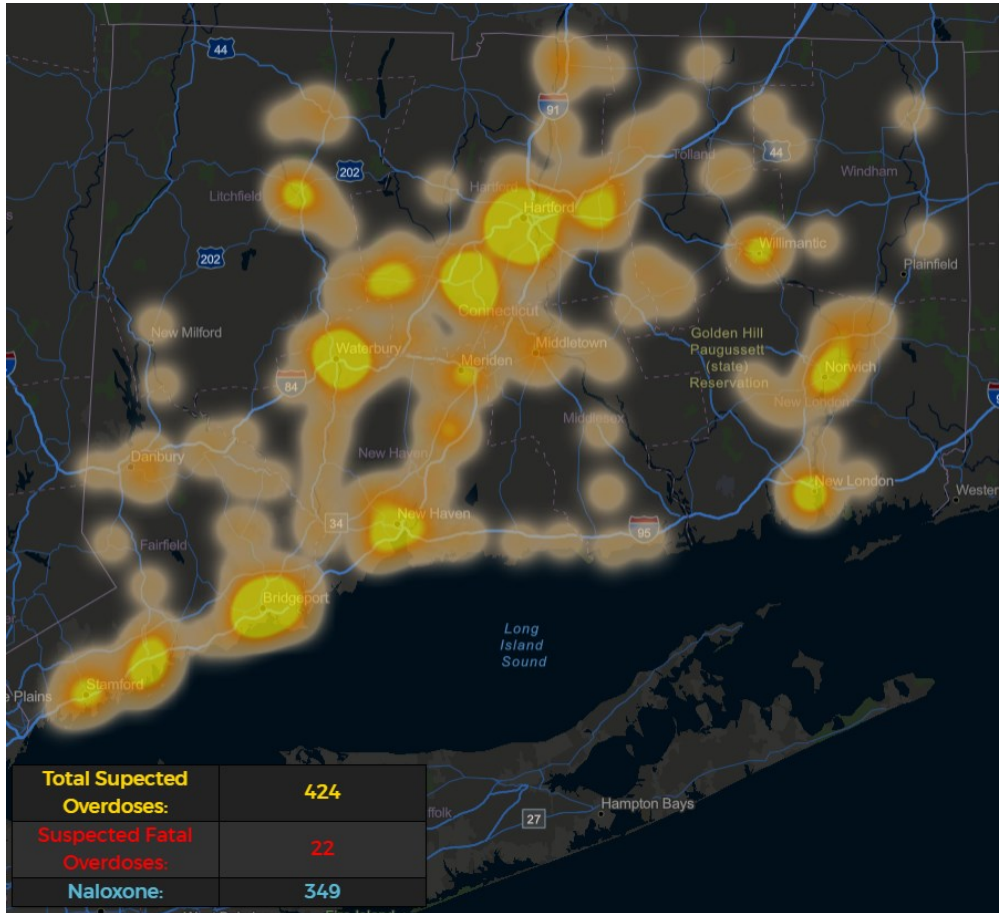 44
91
44
Tolland
202
Hartford
Windham
Litchfield
Hartford
Willimantic
202
Plainfield
Connecticut
New Milford
Golden Hill
Paugussett
(state)
Reservation
Waterbury
Middletown
Meriden
Norwich
84
New London
Middlesex
New Haven
Danbury
New London
Wester
34
New Haven
95
Fairfield
Bridgeport
Long
Island
Sound
Stamford
e Plains
Total Supected
Overdoses:
424
Suspected Fatal
Overdoses:
22
Naloxone:
349
ffolk
27
Hampton Bays